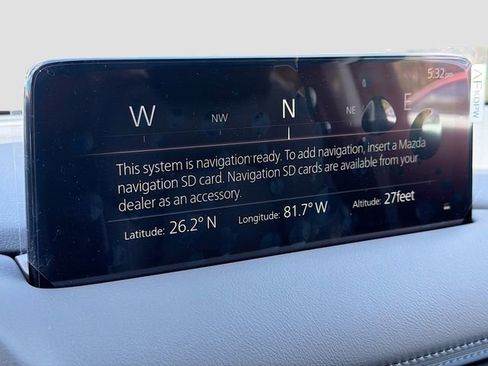 5:32 pm
W NW N NE E
This system is navigation ready. To add navigation, insert a Mazda
navigation SD card. Navigation SD cards are available from your
dealer as an accessory.
Latitude: 26.2° N Longitude: 81.7° W Altitude: 27feet